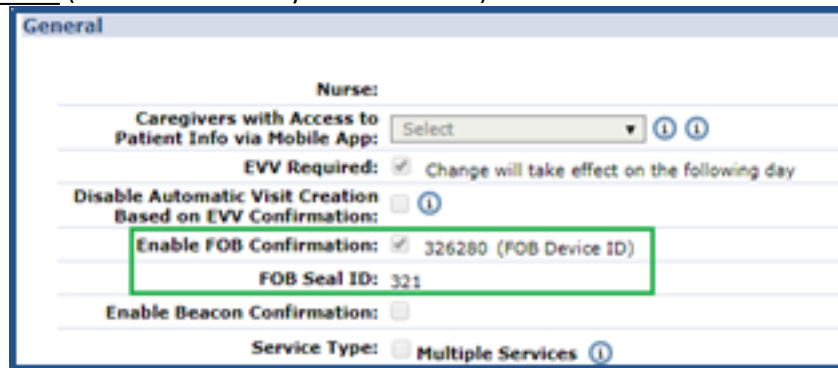 General
Nurse:
Caregivers with Access to
Patient Info via Mobile App: Select
EVV Required: Change will take effect on the following day
Disable Automatic Visit Creation
Based on EVV Confirmation:
Enable FOB Confirmation: 326280 (FOB Device ID)
FOB Seal ID: 321
Enable Beacon Confirmation:
Service Type: Multiple Services